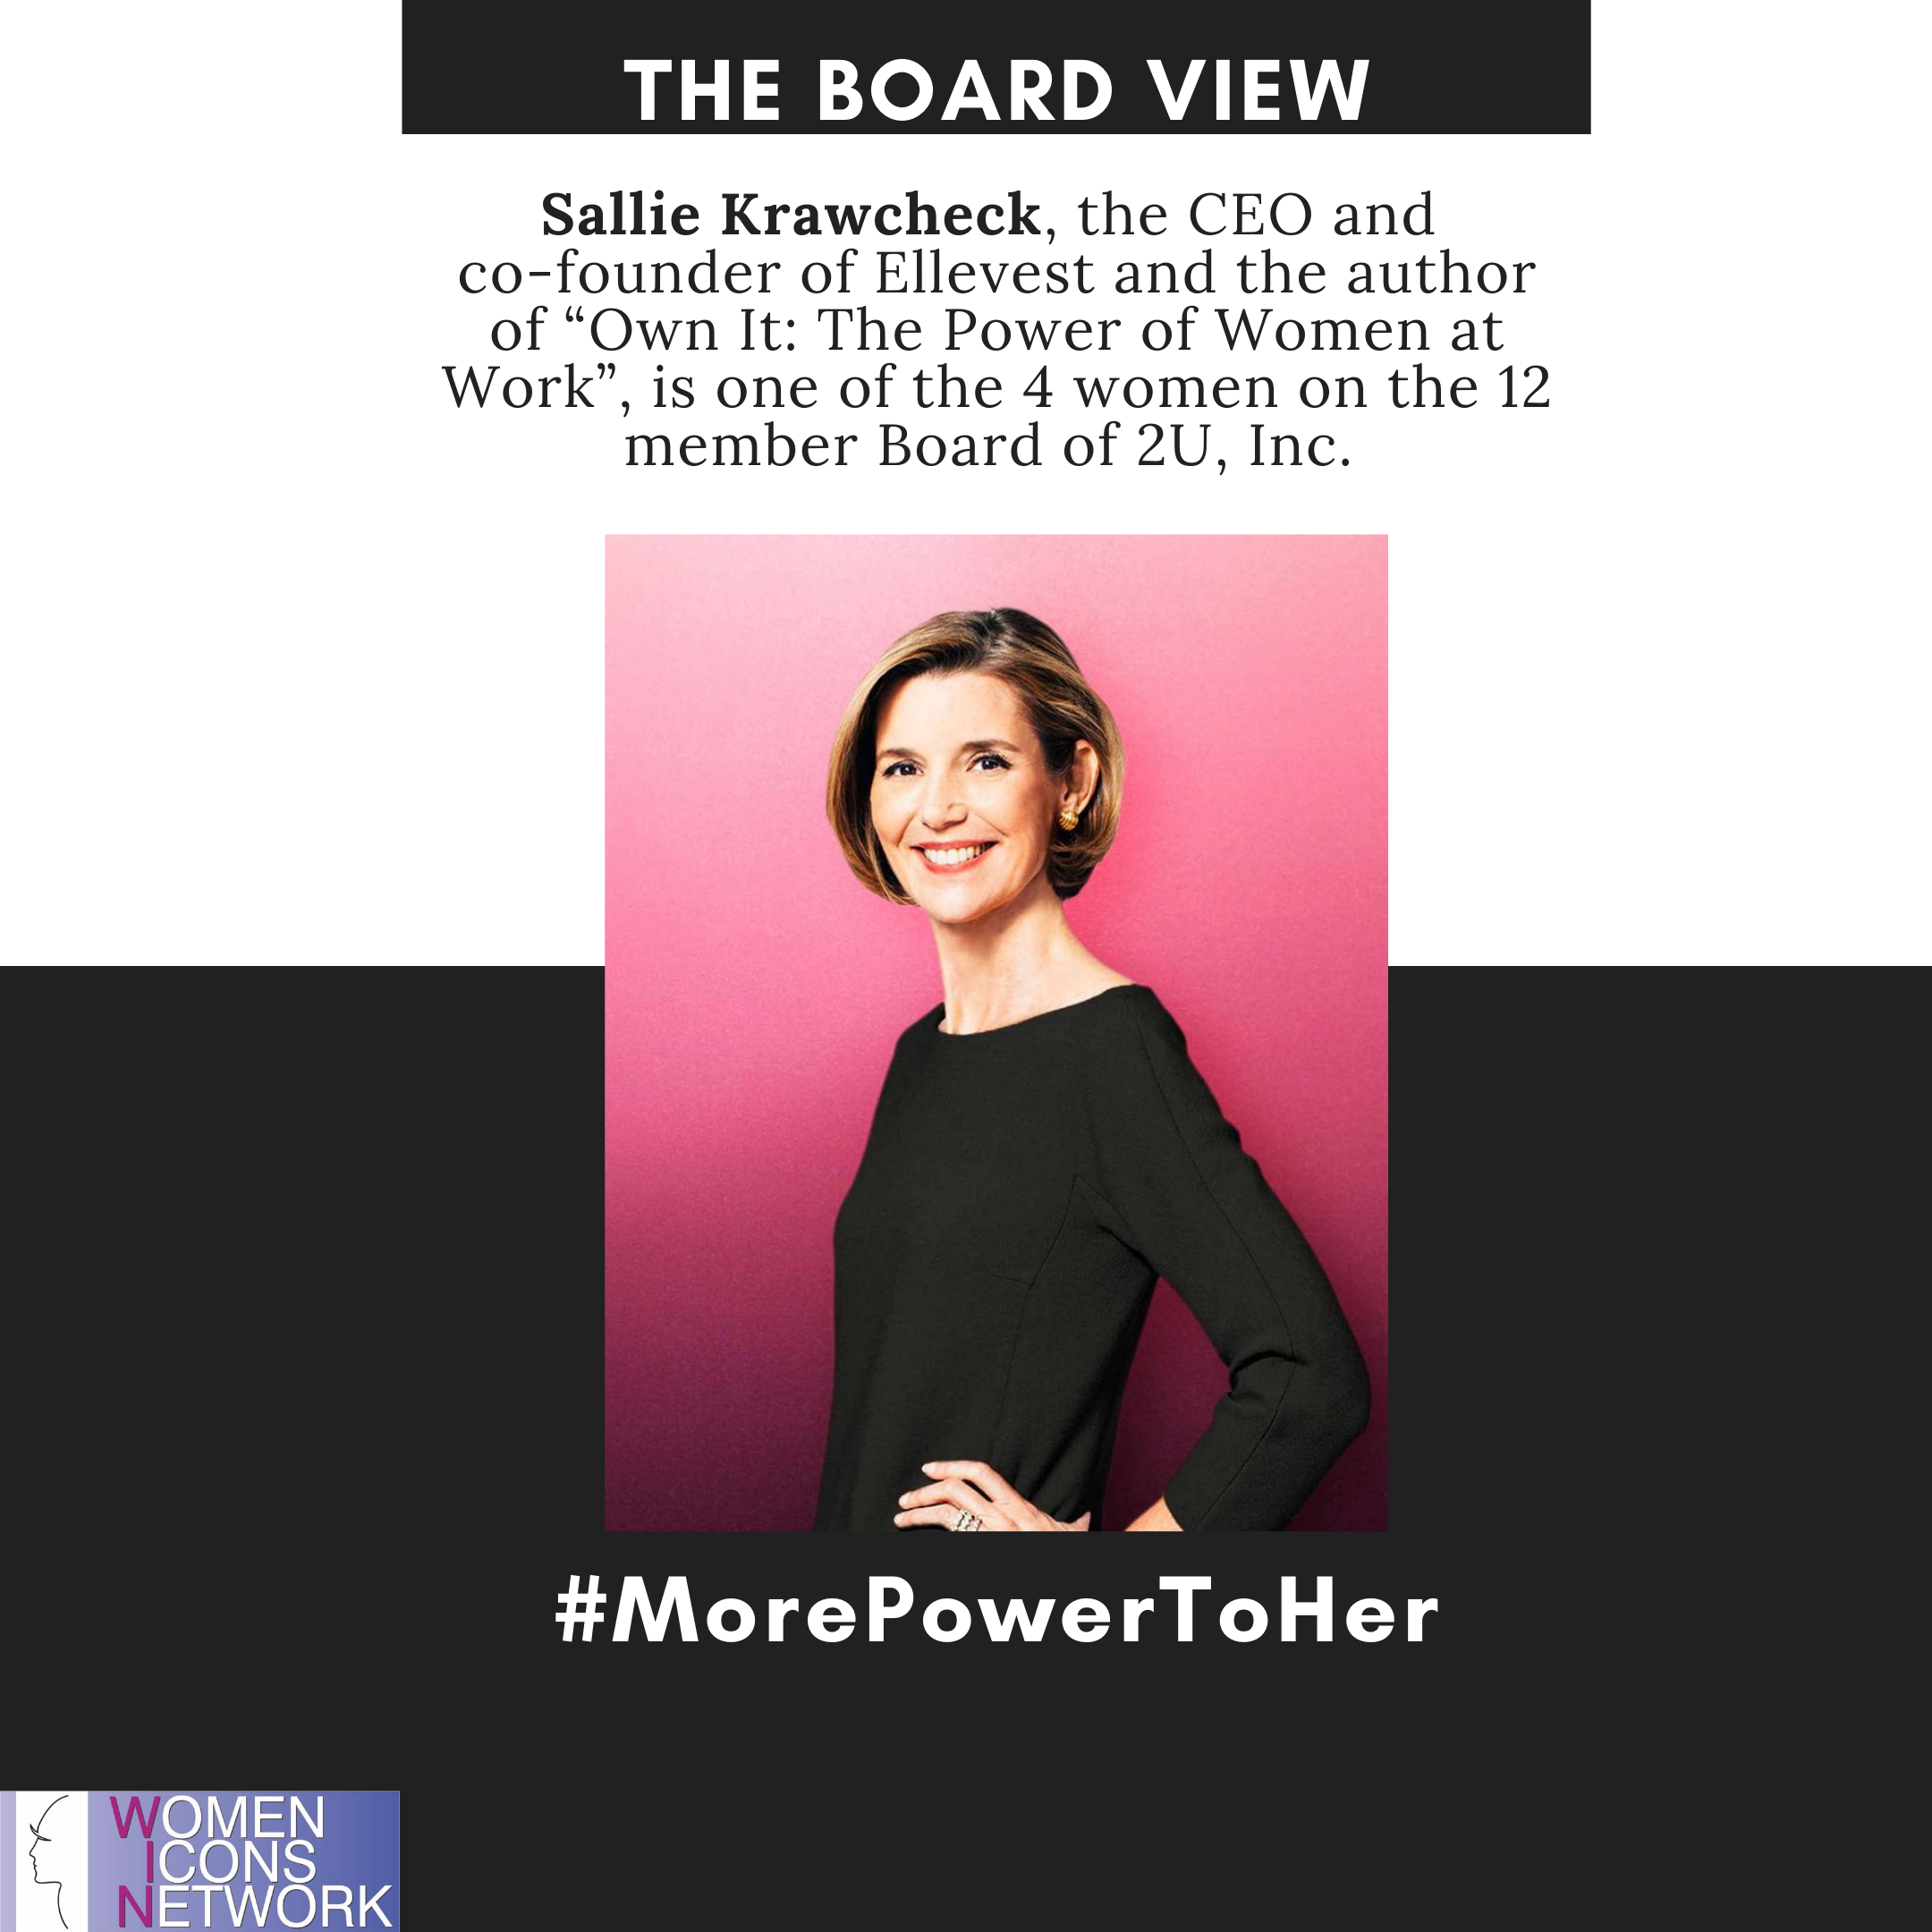 THE BOARD VIEW
Sallie Krawcheck, the CEO and
co-founder of Ellevest and the author
of “Own It: The Power of Women at
Work”, is one of the 4 women on the 12
member Board of 2U, Inc.
#MorePowerToHer
WOMEN
ICONS
NETWORK